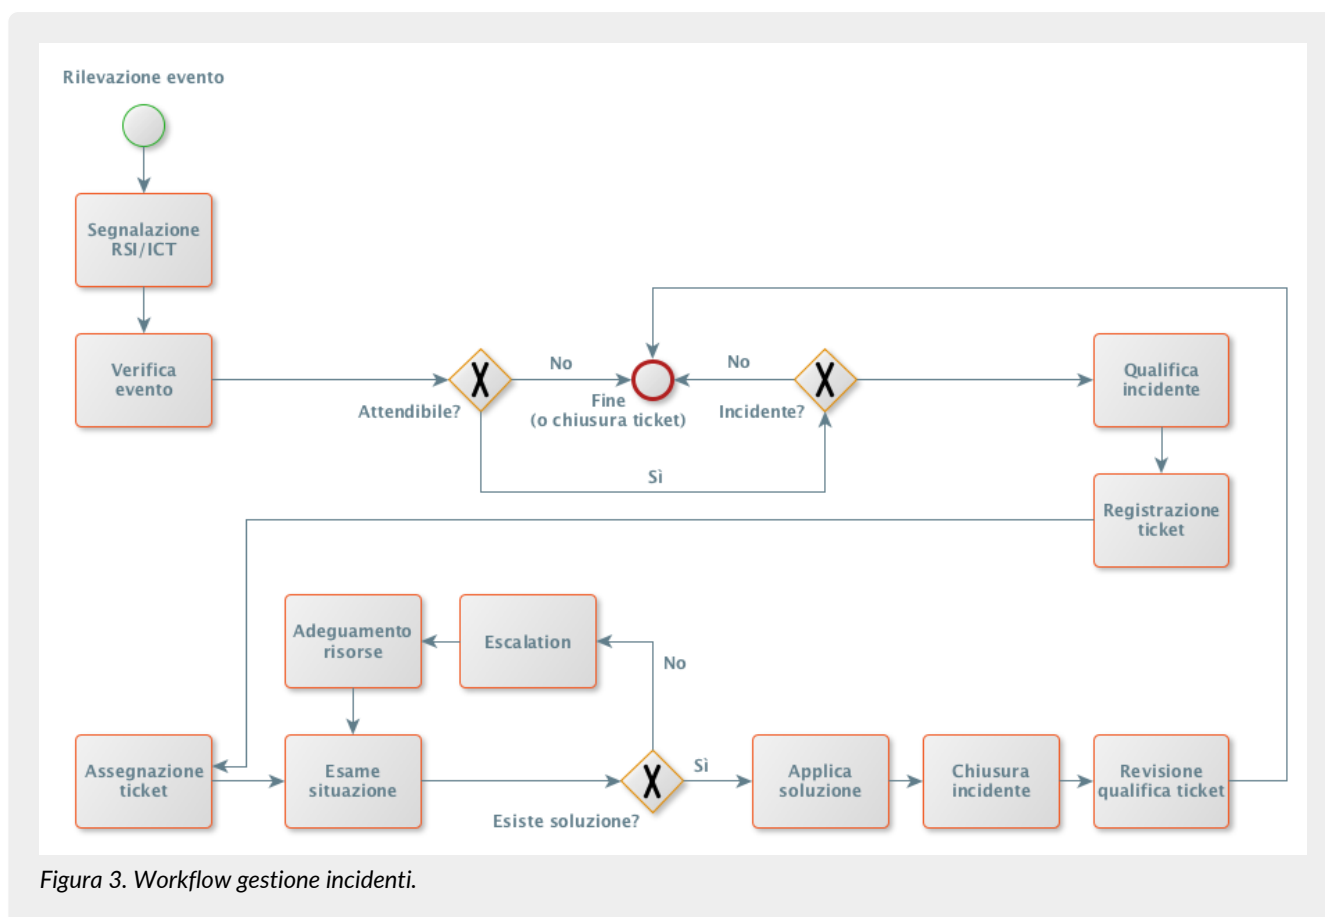 Rilevazione evento
Segnalazione
RSI/ICT
Verifica
evento
Attendibile?
No
Fine
(o chiusura ticket)
No
Incidente?
Sì
Qualifica
incidente
Registrazione
ticket
Adeguamento
risorse
Escalation
No
Assegnazione
ticket
Esame
situazione
Esiste soluzione?
Sì
Applica
soluzione
Chiusura
incidente
Revisione
qualifica ticket
Figura 3. Workflow gestione incidenti.